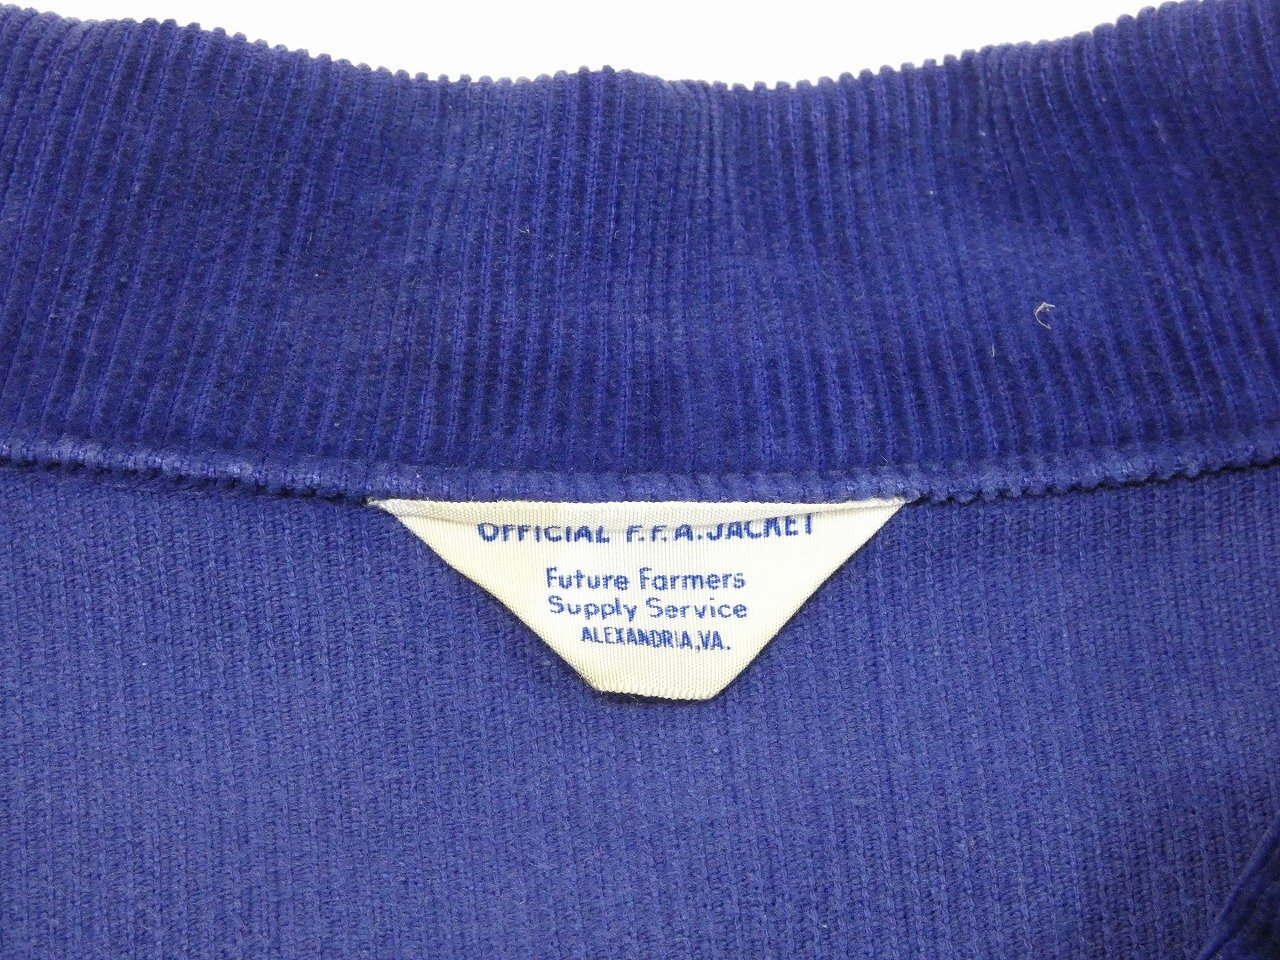 OFFICIAL F.F.A. JACKET
Future Farmers
Supply Service
ALEXANDRIA, VA.